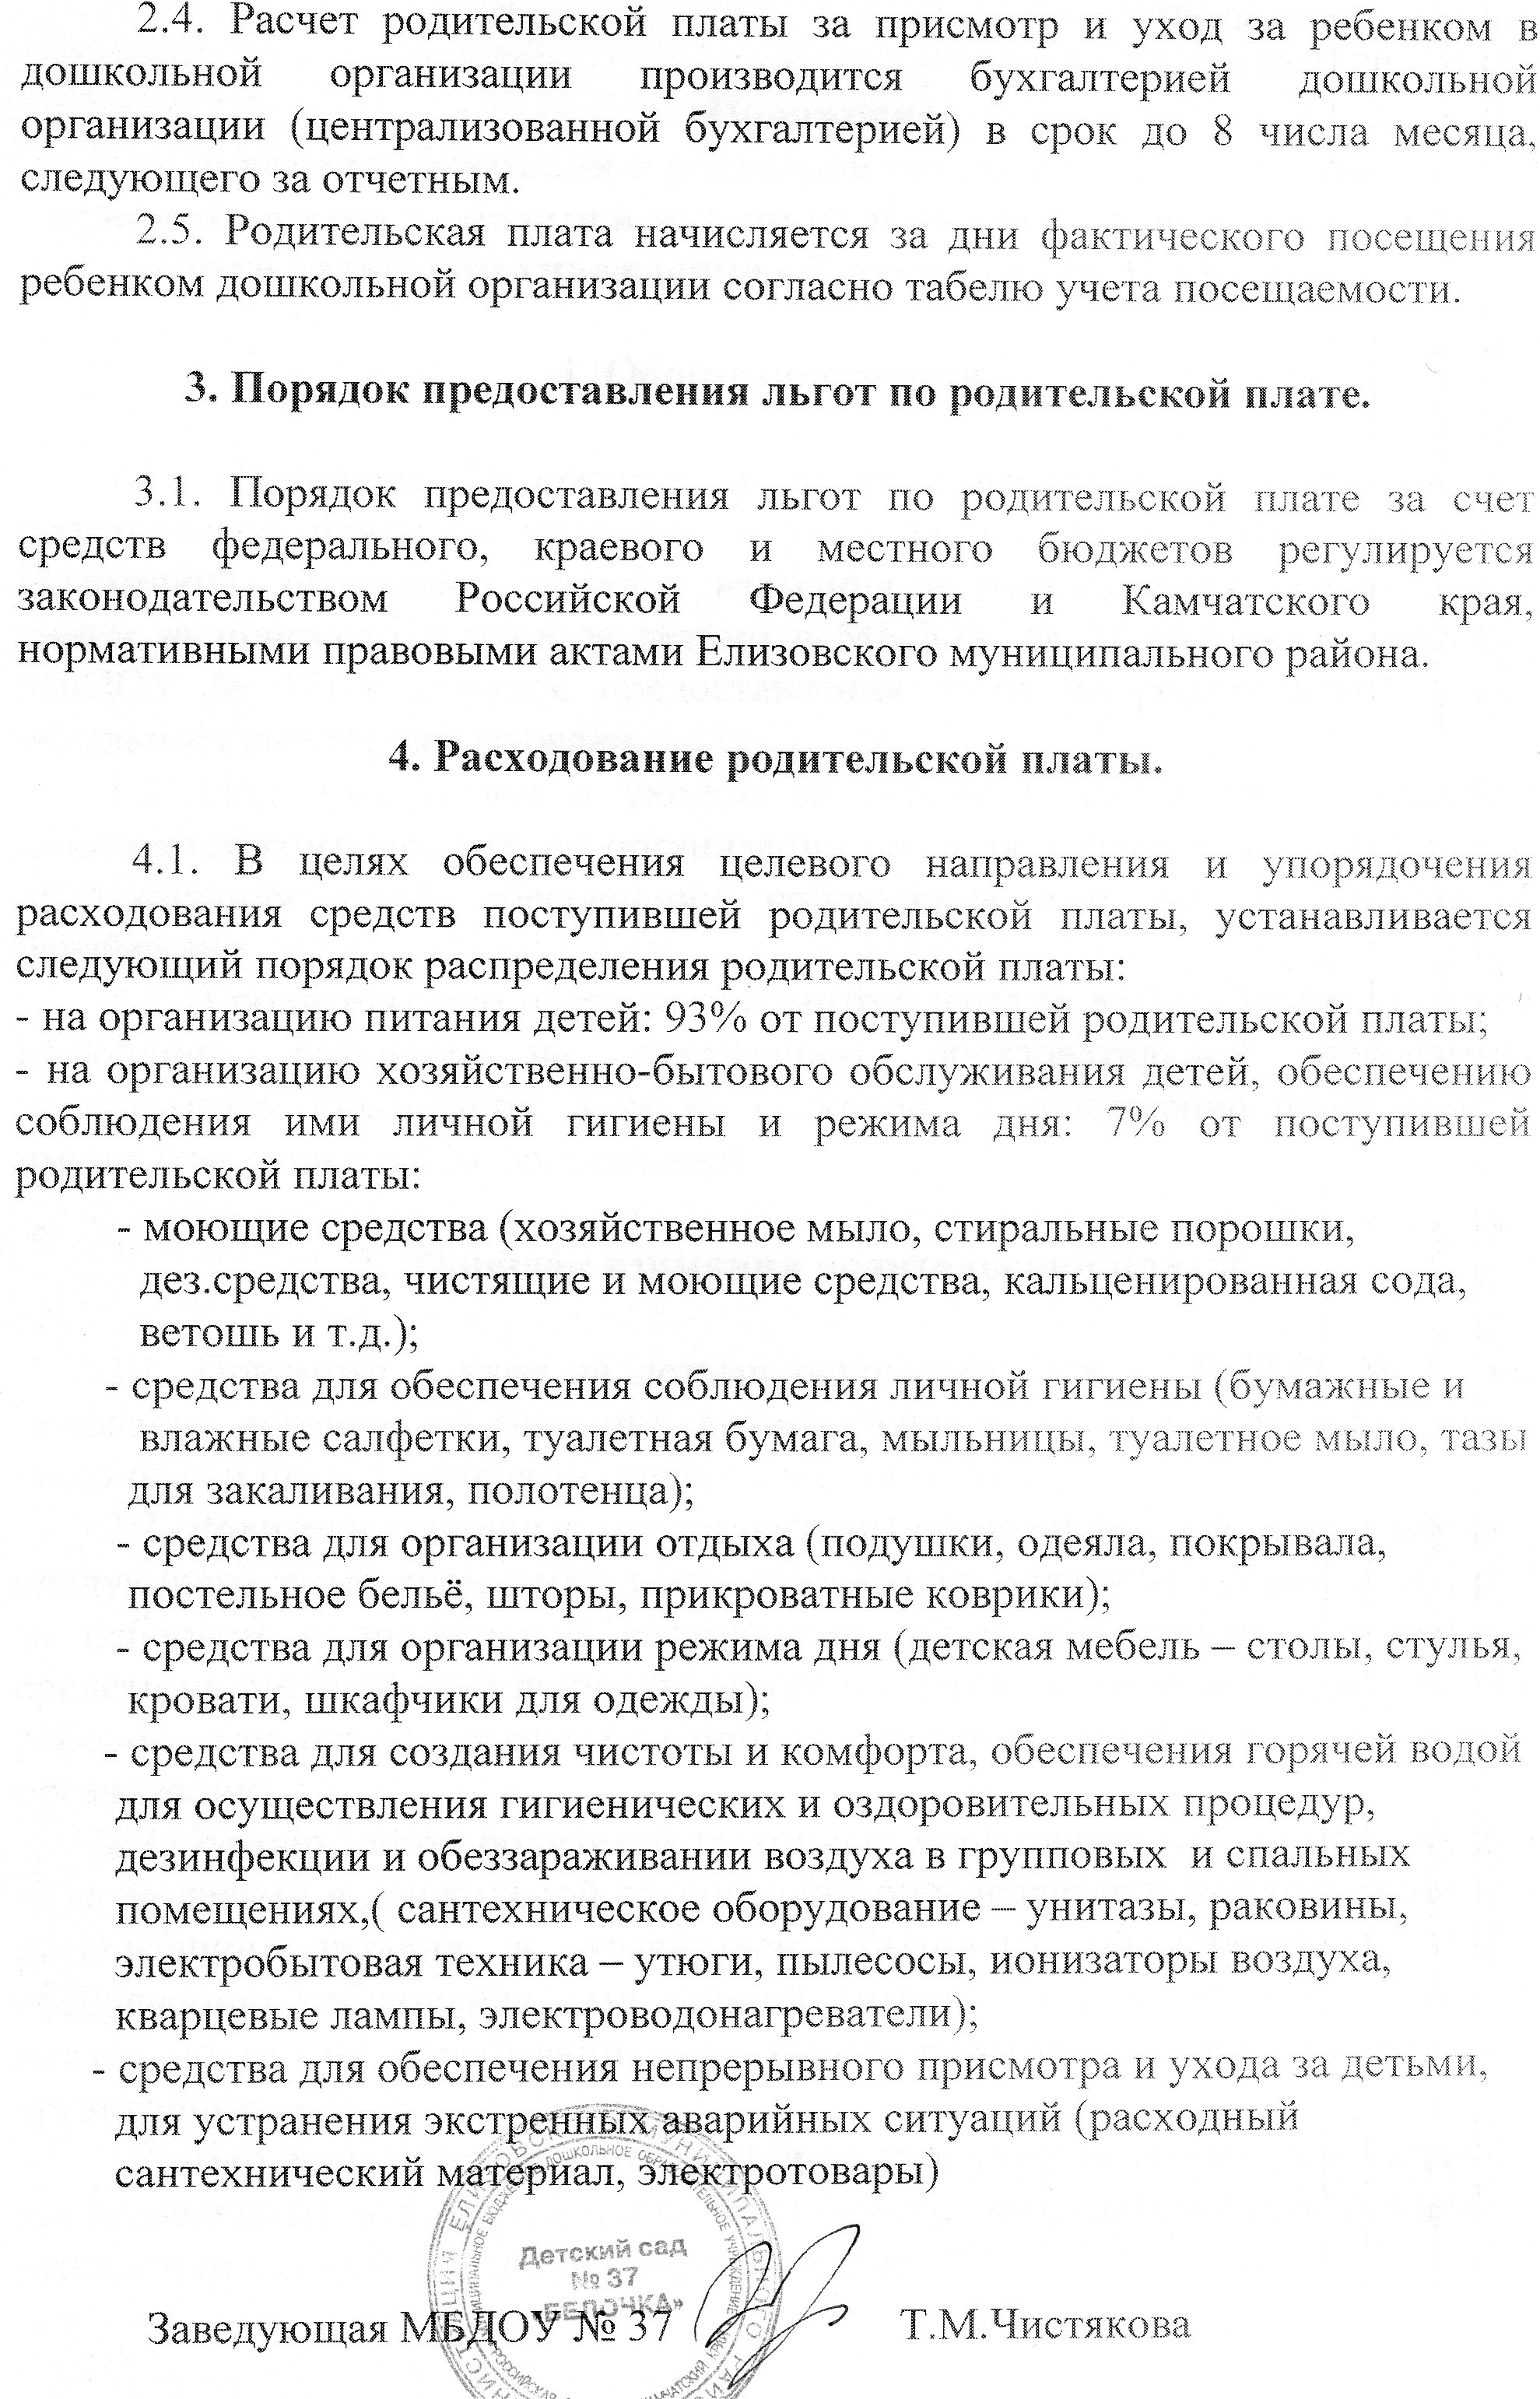 2.4. Расчет родительской платы за присмотр и уход за ребенком в
дошкольной организации производится бухгалтерией дошкольной
организации (централизованной бухгалтерией) в срок до 8 числа месяца,
следующего за отчетным.
2.5. Родительская плата начисляется за дни фактического посещения
ребенком дошкольной организации согласно табелю учета посещаемости.
3. Порядок предоставления льгот по родительской плате.
3.1. Порядок предоставления льгот по родительской плате за счет
средств федерального, краевого и местного бюджетов регулируется
законодательством Российской Федерации и Камчатского края,
нормативными правовыми актами Елизовского муниципального района.
4. Расходование родительской платы.
4.1. В целях обеспечения целевого направления и упорядочения
расходования средств поступившей родительской платы, устанавливается
следующий порядок распределения родительской платы:
- на организацию питания детей: 93% от поступившей родительской платы;
- на организацию хозяйственно-бытового обслуживания детей, обеспечению
соблюдения ими личной гигиены и режима дня: 7% от поступившей
родительской платы:
- моющие средства (хозяйственное мыло, стиральные порошки,
дез.средства, чистящие и моющие средства, кальценированная сода,
ветошь и т.д.);
- средства для обеспечения соблюдения личной гигиены (бумажные и
влажные салфетки, туалетная бумага, мыльницы, туалетное мыло, тазы
для закаливания, полотенца);
- средства для организации отдыха (подушки, одеяла, покрывала,
постельное бельё, шторы, прикроватные коврики);
- средства для организации режима дня (детская мебель – столы, стулья,
кровати, шкафчики для одежды);
- средства для создания чистоты и комфорта, обеспечения горячей водой
для осуществления гигиенических и оздоровительных процедур,
дезинфекции и обеззараживании воздуха в групповых и спальных
помещениях,( сантехническое оборудование – унитазы, раковины,
электробытовая техника – утюги, пылесосы, ионизаторы воздуха,
кварцевые лампы, электроводонагреватели);
- средства для обеспечения непрерывного присмотра и ухода за детьми,
для устранения экстренных аварийных ситуаций (расходный
сантехнический материал, электротовары)
Детский сад
№ 37
«БЕЛОЧКА»
Заведующая МБДОУ № 37 Т.М.Чистякова